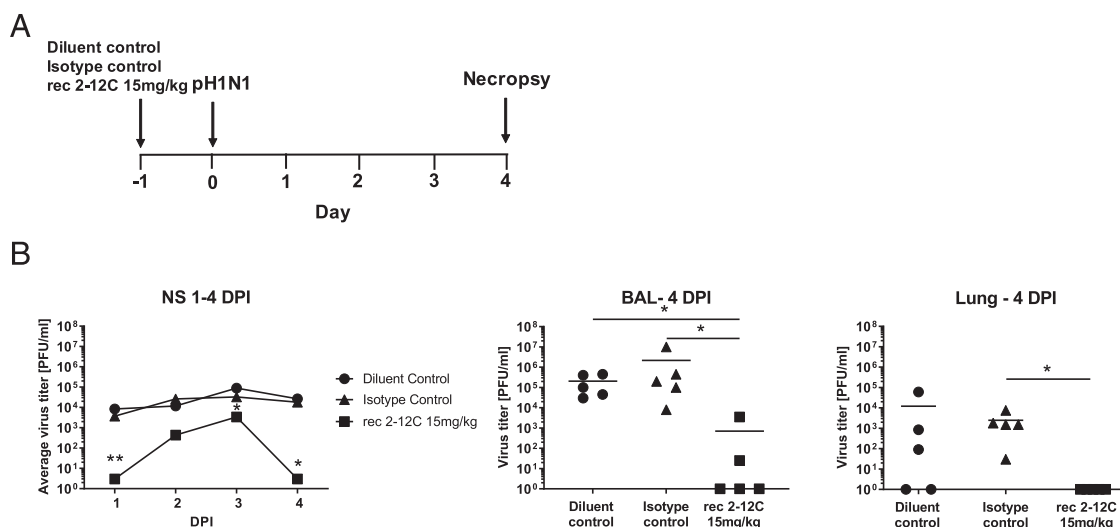 A
Diluent control
Isotype control
rec 2-12C 15mg/kg pH1N1
Necropsy
-1 0 1 2 3 4
Day
B
NS 1-4 DPI
Average virus titer [PFU/ml]
10⁸
10⁷
10⁶
10⁵
10⁴
10³
10²
10¹
10⁰
**
*
*
1 2 3 4
DPI
Diluent Control
Isotype Control
rec 2-12C 15mg/kg
BAL- 4 DPI
*
*
Virus titer [PFU/ml]
10⁸
10⁷
10⁶
10⁵
10⁴
10³
10²
10¹
10⁰
Diluent Isotype rec 2-12C
control control 15mg/kg
Lung - 4 DPI
*
Virus titer [PFU/ml]
10⁸
10⁷
10⁶
10⁵
10⁴
10³
10²
10¹
10⁰
Diluent Isotype rec 2-12C
control control 15mg/kg